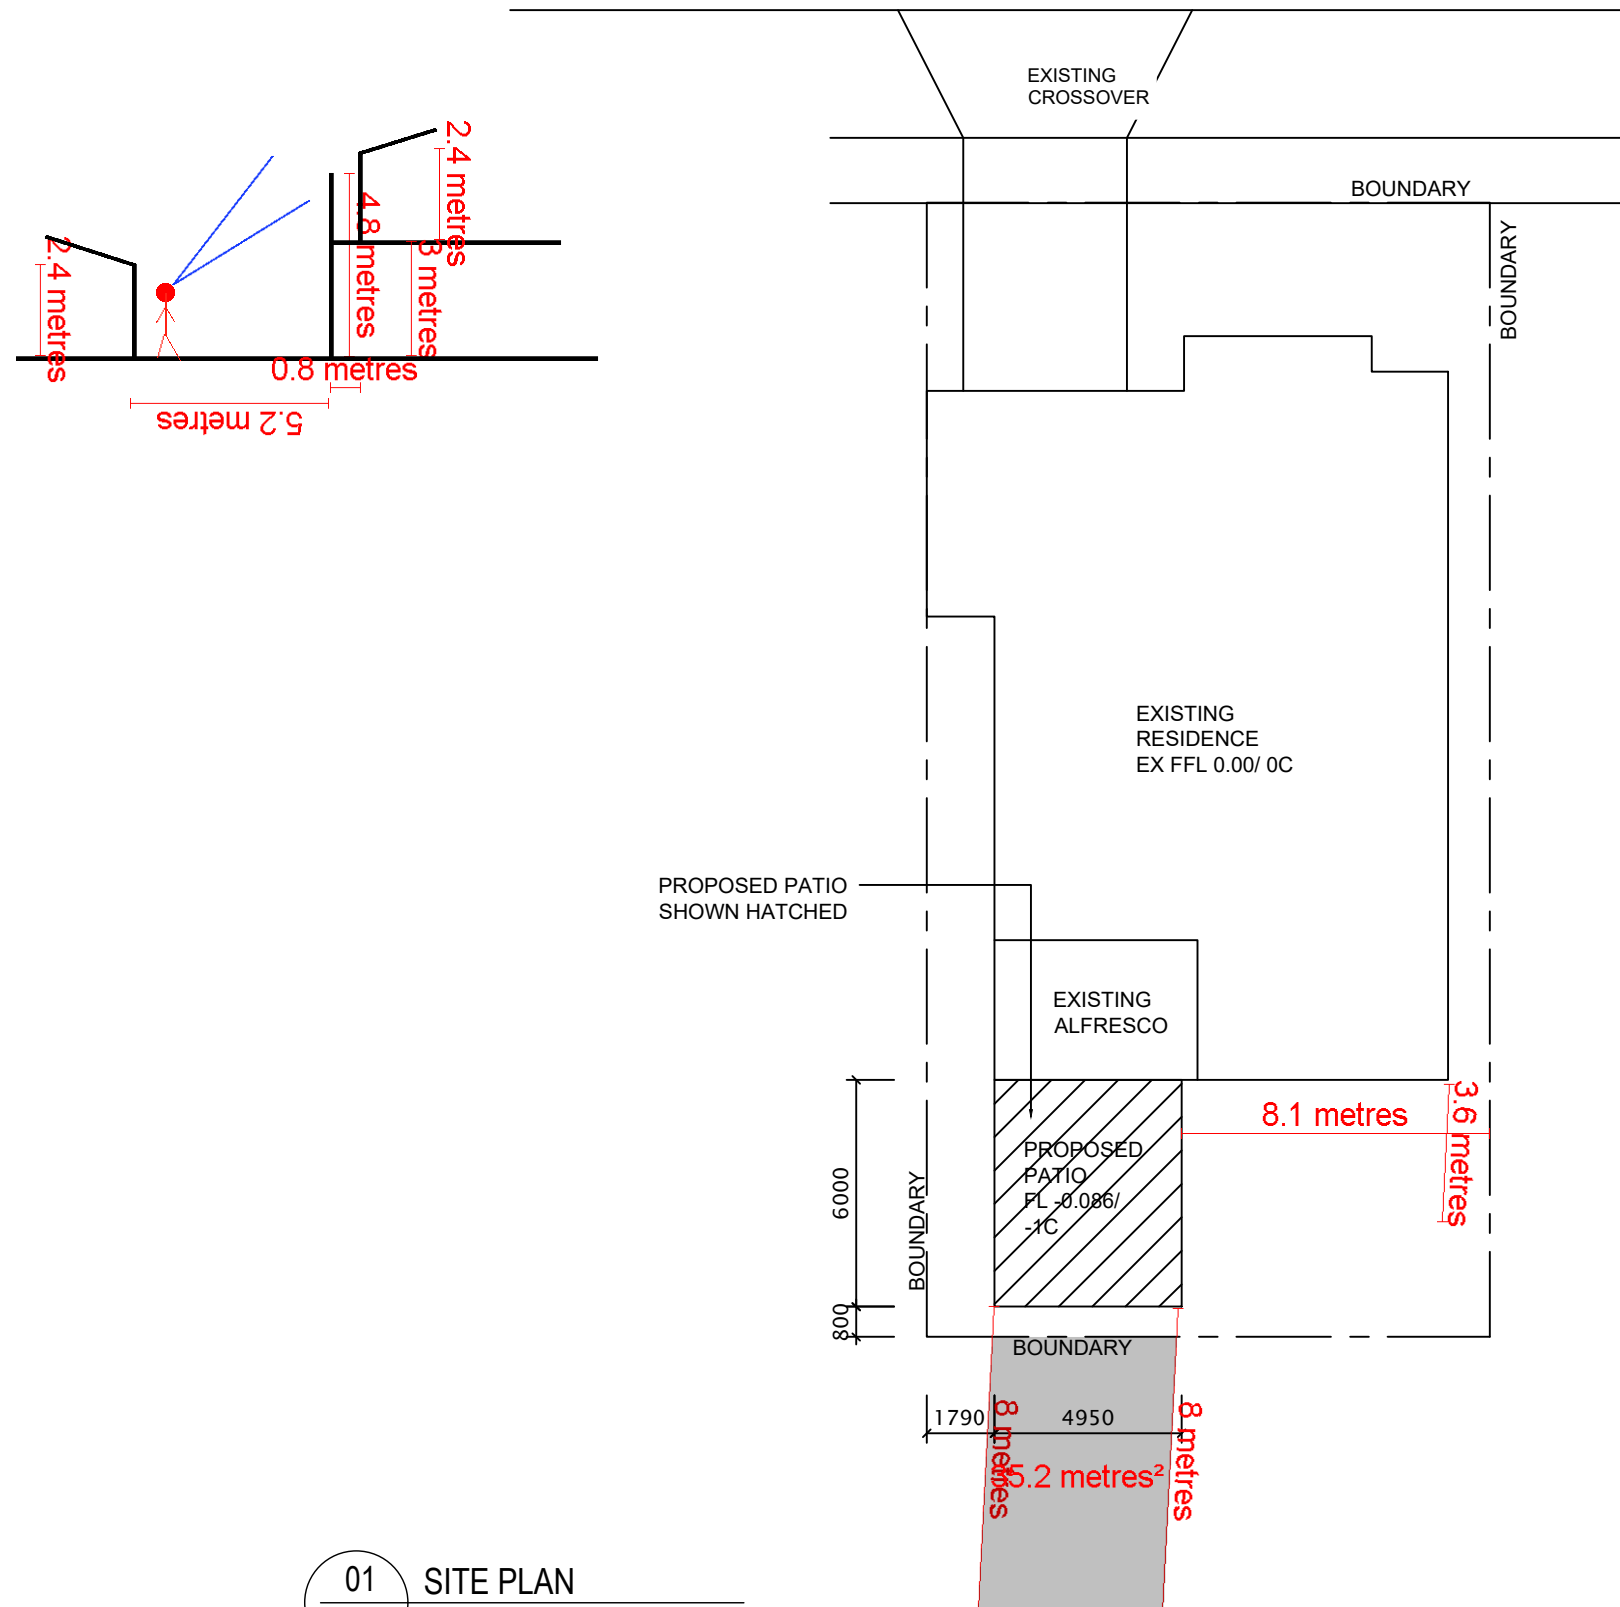 EXISTING
CROSSOVER
BOUNDARY
BOUNDARY
2.4 metres
4.8 metres
3 metres
2.4 metres
0.8 metres
5.2 metres
EXISTING
RESIDENCE
EX FFL 0.00/ 0C
PROPOSED PATIO
SHOWN HATCHED
EXISTING
ALFRESCO
8.1 metres
3.6 metres
PROPOSED
PATIO
FL -0.086/
-1C
BOUNDARY
6000
800
BOUNDARY
1790
4950
8 metres
8 metres
5.2 metres²
01
SITE PLAN